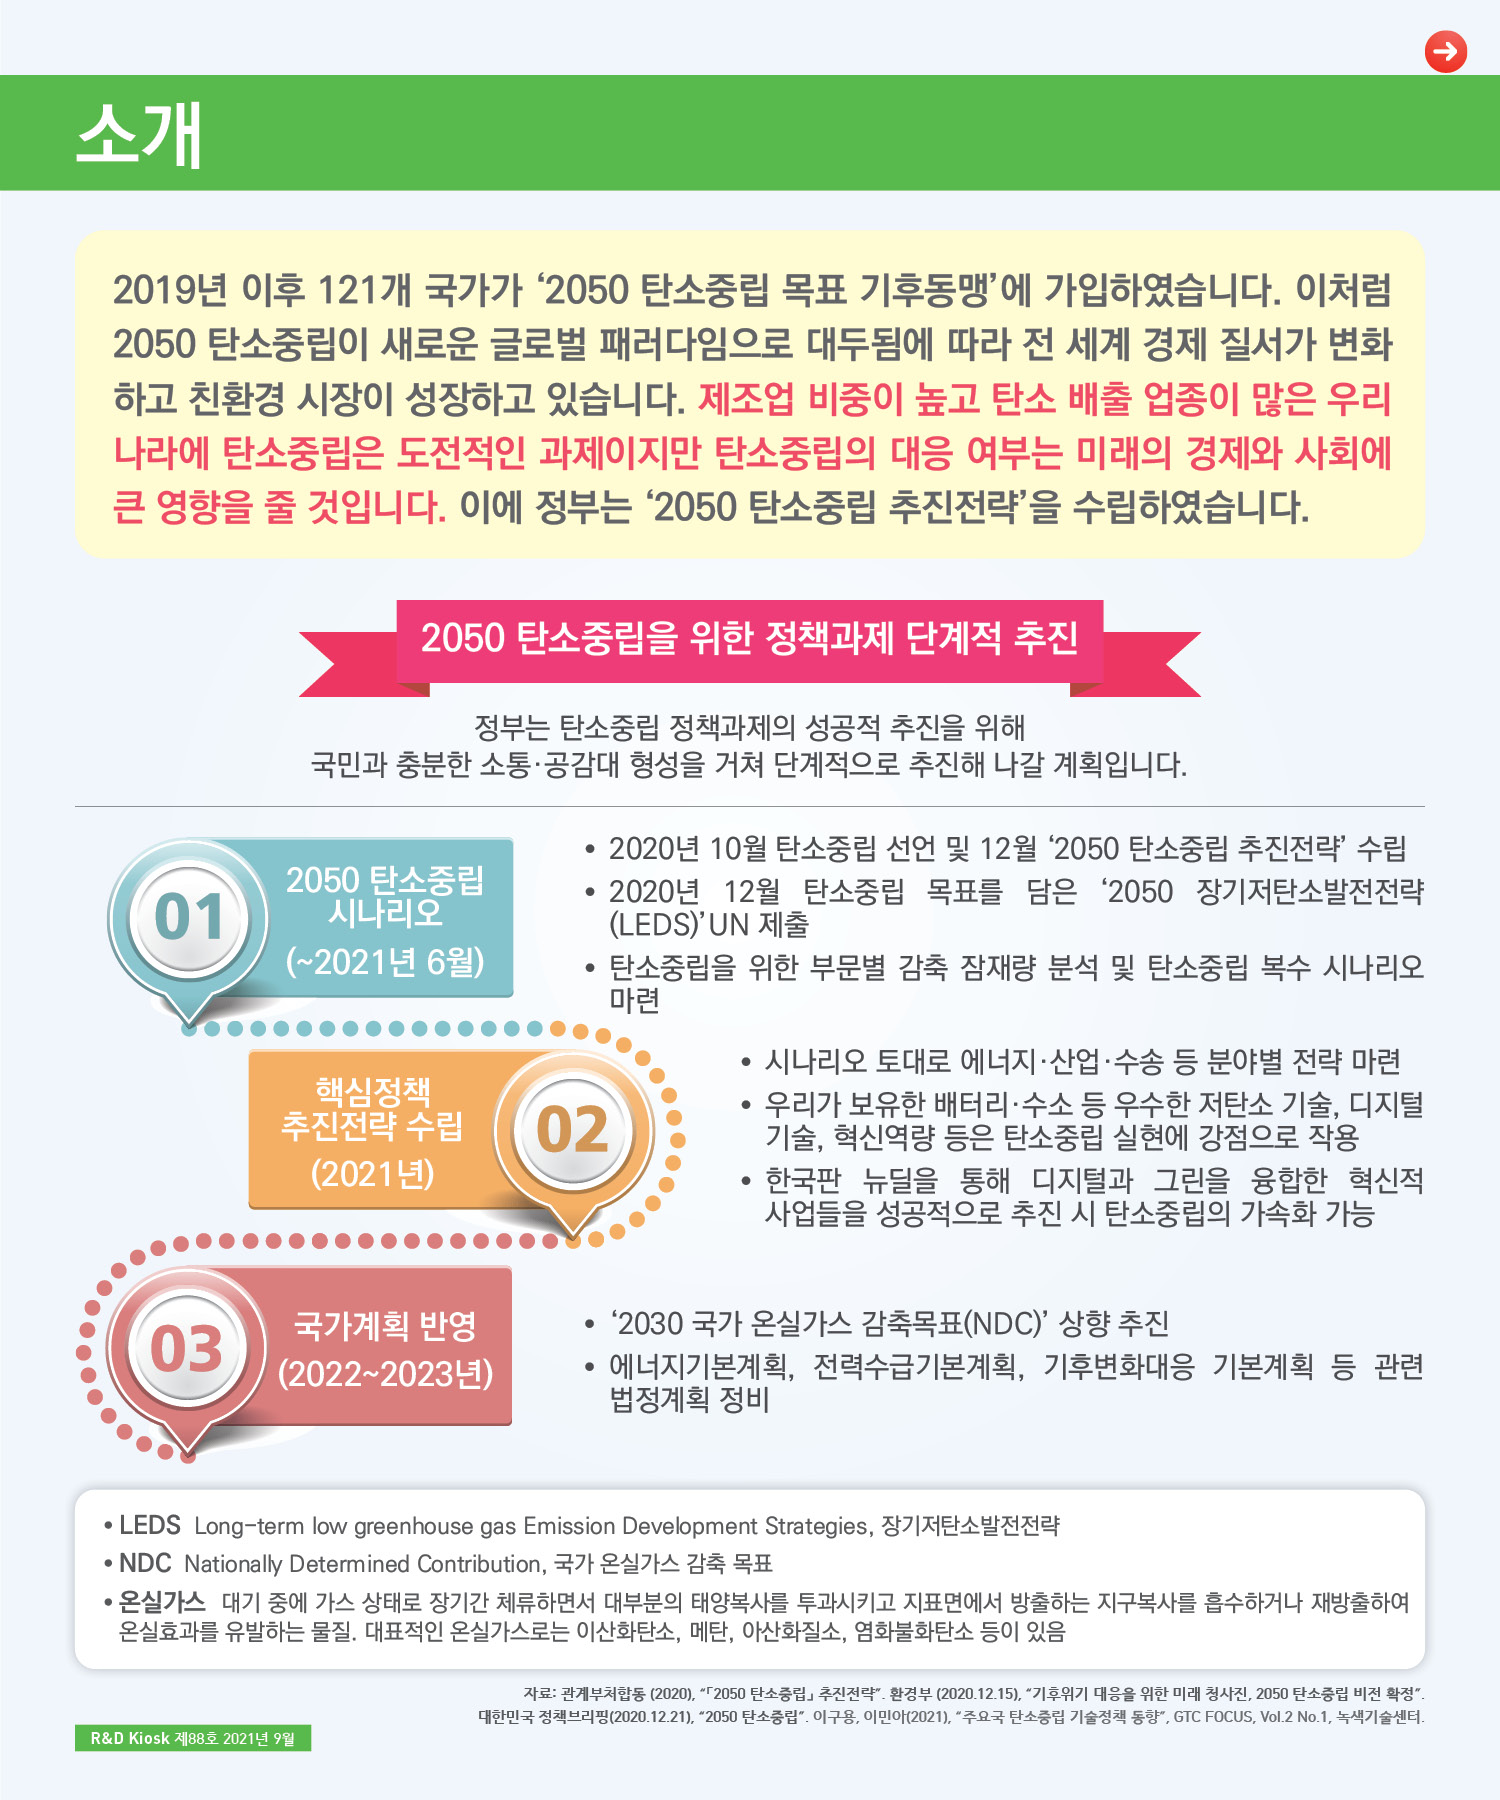 소개
2019년 이후 121개 국가가 ‘2050 탄소중립 목표 기후동맹’에 가입하였습니다. 이처럼
2050 탄소중립이 새로운 글로벌 패러다임으로 대두됨에 따라 전 세계 경제 질서가 변화
하고 친환경 시장이 성장하고 있습니다. 제조업 비중이 높고 탄소 배출 업종이 많은 우리
나라에 탄소중립은 도전적인 과제이지만 탄소중립의 대응 여부는 미래의 경제와 사회에
큰 영향을 줄 것입니다. 이에 정부는 ‘2050 탄소중립 추진전략’을 수립하였습니다.
2050 탄소중립을 위한 정책과제 단계적 추진
정부는 탄소중립 정책과제의 성공적 추진을 위해
국민과 충분한 소통·공감대 형성을 거쳐 단계적으로 추진해 나갈 계획입니다.
01
2050 탄소중립
시나리오
(~2021년 6월)
• 2020년 10월 탄소중립 선언 및 12월 ‘2050 탄소중립 추진전략’ 수립
• 2020년 12월 탄소중립 목표를 담은 ‘2050 장기저탄소발전전략
(LEDS)’UN 제출
• 탄소중립을 위한 부문별 감축 잠재량 분석 및 탄소중립 복수 시나리오
마련
핵심정책
추진전략 수립
(2021년)
02
• 시나리오 토대로 에너지·산업·수송 등 분야별 전략 마련
• 우리가 보유한 배터리·수소 등 우수한 저탄소 기술, 디지털
기술, 혁신역량 등은 탄소중립 실현에 강점으로 작용
• 한국판 뉴딜을 통해 디지털과 그린을 융합한 혁신적
사업들을 성공적으로 추진 시 탄소중립의 가속화 가능
03
국가계획 반영
(2022~2023년)
• ‘2030 국가 온실가스 감축목표(NDC)’ 상향 추진
• 에너지기본계획, 전력수급기본계획, 기후변화대응 기본계획 등 관련
법정계획 정비
• LEDS Long-term low greenhouse gas Emission Development Strategies, 장기저탄소발전전략
• NDC Nationally Determined Contribution, 국가 온실가스 감축 목표
• 온실가스 대기 중에 가스 상태로 장기간 체류하면서 대부분의 태양복사를 투과시키고 지표면에서 방출하는 지구복사를 흡수하거나 재방출하여
온실효과를 유발하는 물질. 대표적인 온실가스로는 이산화탄소, 메탄, 아산화질소, 염화불화탄소 등이 있음
자료: 관계부처합동 (2020), “「2050 탄소중립」 추진전략”. 환경부 (2020.12.15), “기후위기 대응을 위한 미래 청사진, 2050 탄소중립 비전 확정”.
대한민국 정책브리핑(2020.12.21), “2050 탄소중립”. 이구용, 이민아(2021), “주요국 탄소중립 기술정책 동향”, GTC FOCUS, Vol.2 No.1, 녹색기술센터.
R&D Kiosk 제88호 2021년 9월